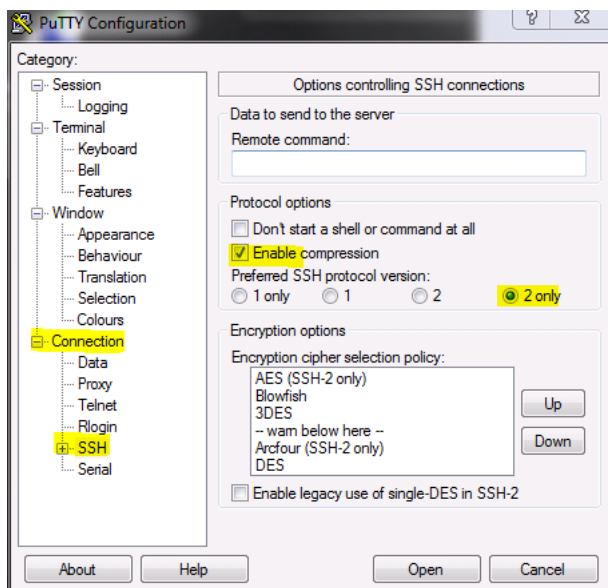 PuTTY Configuration
Category:
Session
Logging
Terminal
Keyboard
Bell
Features
Window
Appearance
Behaviour
Translation
Selection
Colours
Connection
Data
Proxy
Telnet
Rlogin
SSH
Serial
Options controlling SSH connections
Data to send to the server
Remote command:
Protocol options
Don't start a shell or command at all
Enable compression
Preferred SSH protocol version:
1 only 1 2 2 only
Encryption options
Encryption cipher selection policy:
AES (SSH-2 only)
Blowfish
3DES
-- warn below here --
Arcfour (SSH-2 only)
DES
Up
Down
Enable legacy use of single-DES in SSH-2
About Help Open Cancel